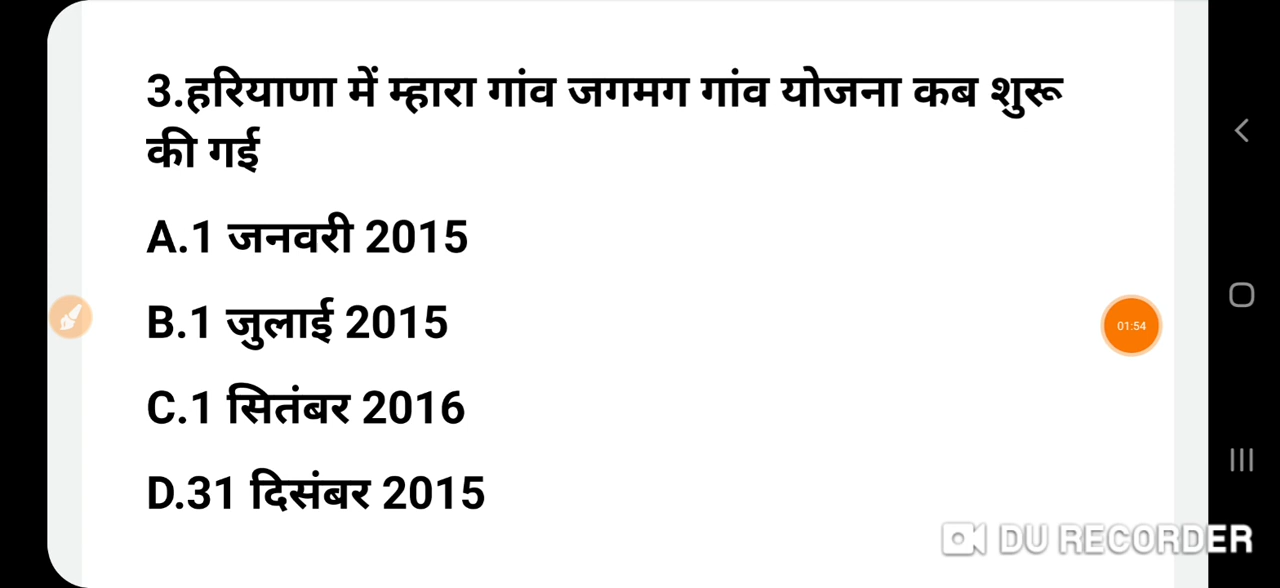 3.हरियाणा में म्हारा गांव जगमग गांव योजना कब शुरू
की गई
A.1 जनवरी 2015
B.1 जुलाई 2015
C.1 सितंबर 2016
D.31 दिसंबर 2015
01:54
DU RECORDER